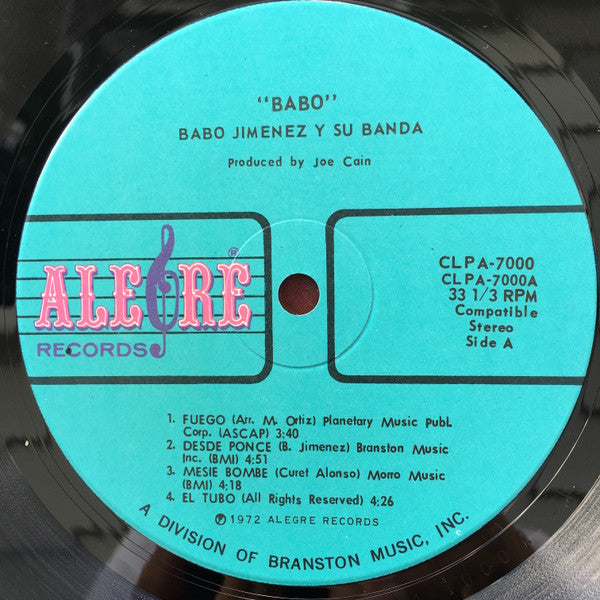 "BABO"
BABO JIMENEZ Y SU BANDA
Produced by Joe Cain
ALEGRE®
RECORDS
CLPA-7000
CLPA-7000A
33 1/3 RPM
Compatible
Stereo
Side A
1. FUEGO (Arr. M. Ortiz) Planetary Music Publ.
Corp. (ASCAP) 3:40
2. DESDE PONCE (B. Jimenez) Branston Music
Inc. (BMI) 4:51
3. MESIE BOMBE (Curet Alonso) Morro Music
(BMI) 4:18
4. EL TUBO (All Rights Reserved) 4:26
℗1972 ALEGRE RECORDS
A DIVISION OF BRANSTON MUSIC, INC.